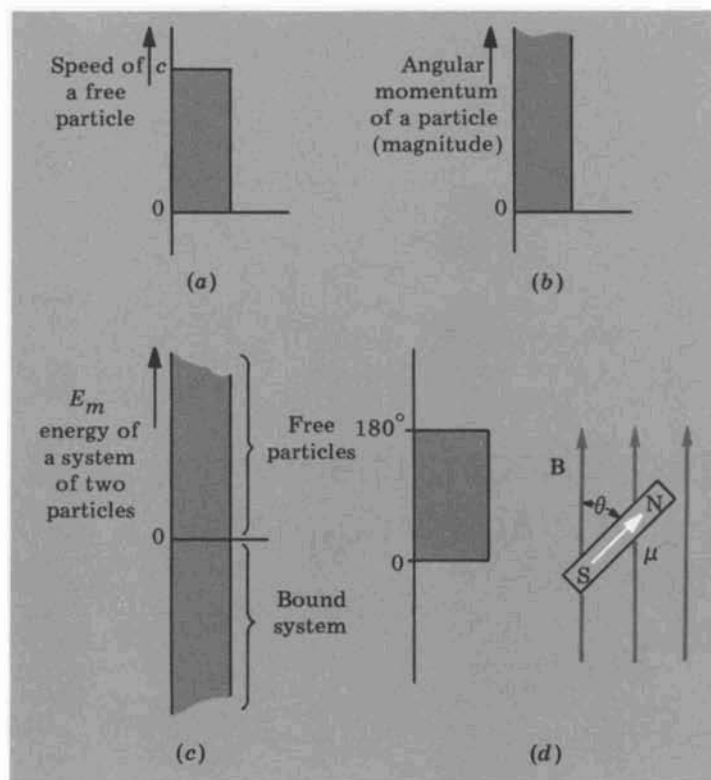 Speed of
a free
particle
c
0
(a)
Angular
momentum
of a particle
(magnitude)
0
(b)
E_m
energy of
a system
of two
particles
0
Free
particles
Bound
system
(c)
180°
0
B
θ
N
S
μ
(d)